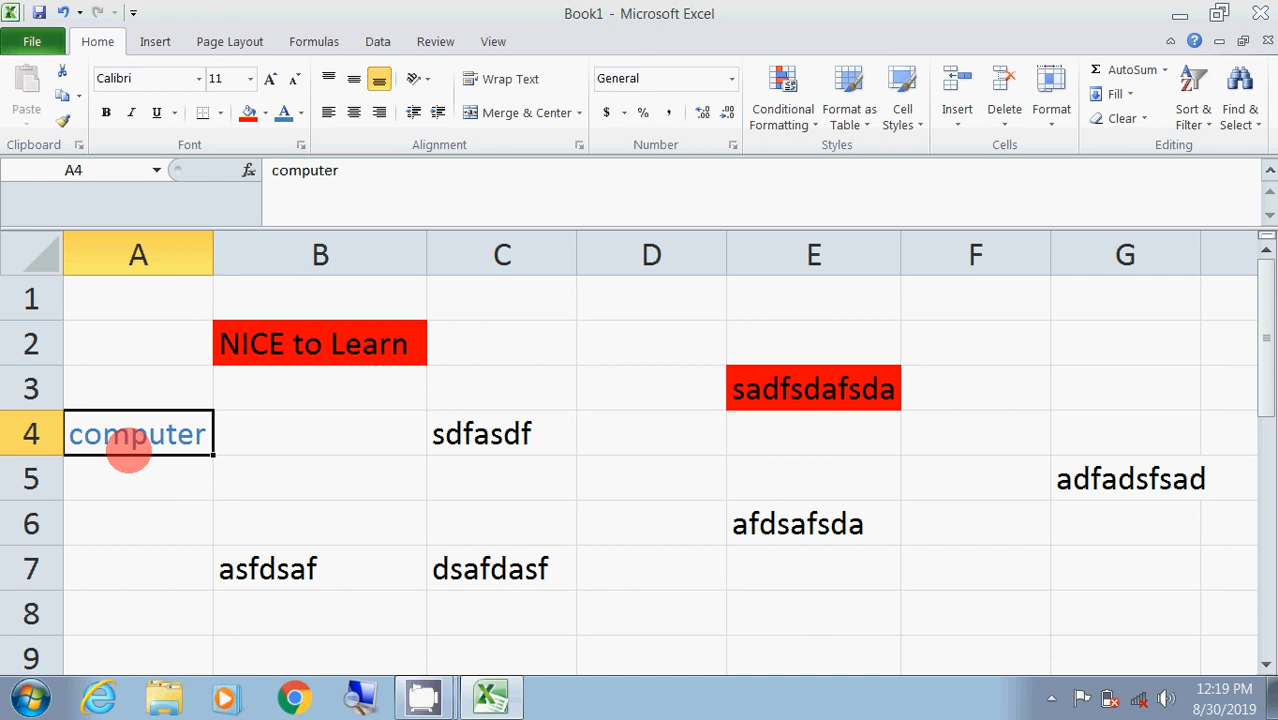 Book1 - Microsoft Excel
File Home Insert Page Layout Formulas Data Review View
Paste
Calibri 11
B I U
Wrap Text
Merge & Center
General
$ % ,
Conditional Formatting
Format as Table
Cell Styles
Insert
Delete
Format
Σ AutoSum
Fill
Clear
Sort & Filter
Find & Select
Clipboard Font Alignment Number Styles Cells Editing
A4 fx computer
A B C D E F G
1
2 NICE to Learn
3 sadfsdafsda
4 computer sdfasdf
5 adfadsfsad
6 afdsafsda
7 asfdsaf dsafdasf
8
9
12:19 PM
8/30/2019